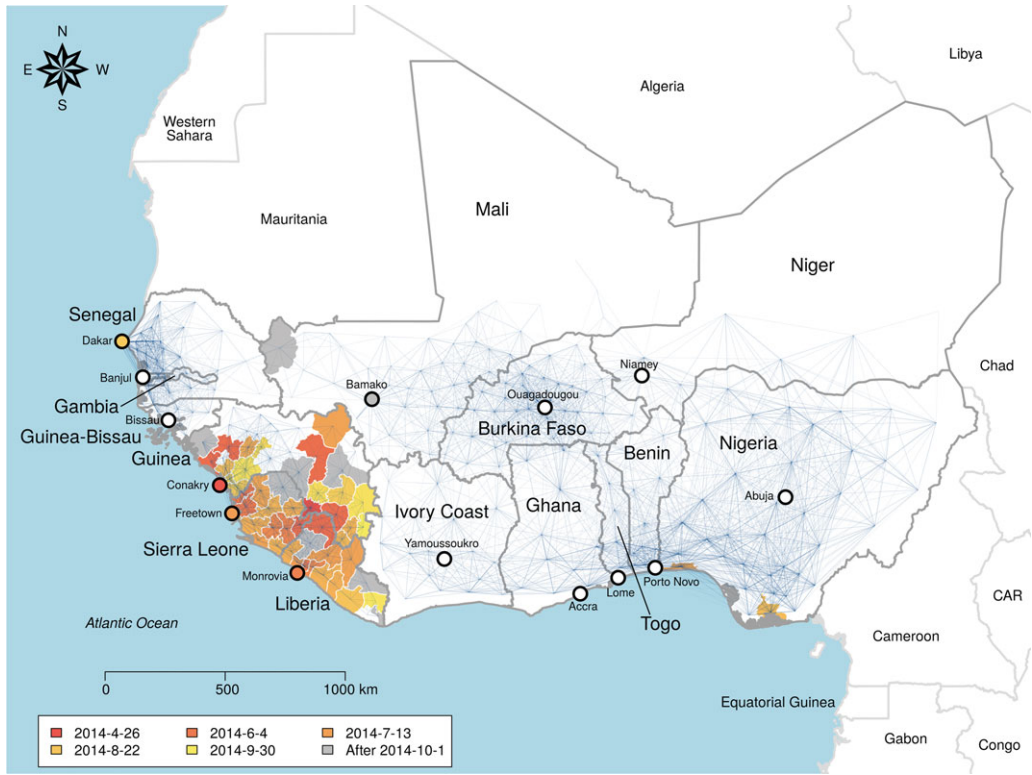 N
E W
S
Libya
Algeria
Western
Sahara
Mauritania
Mali
Niger
Senegal
Dakar
Chad
Niamey
Banjul
Bamako
Ouagadougou
Gambia
Bissau
Burkina Faso
Guinea-Bissau
Nigeria
Benin
Guinea
Conakry
Abuja
Ghana
Ivory Coast
Freetown
Yamoussoukro
Sierra Leone
Monrovia
Porto Novo
Lome
Liberia
Accra
CAR
Togo
Atlantic Ocean
Cameroon
0 500 1000 km
Equatorial Guinea
2014-4-26 2014-6-4 2014-7-13
2014-8-22 2014-9-30 After 2014-10-1
Gabon
Congo